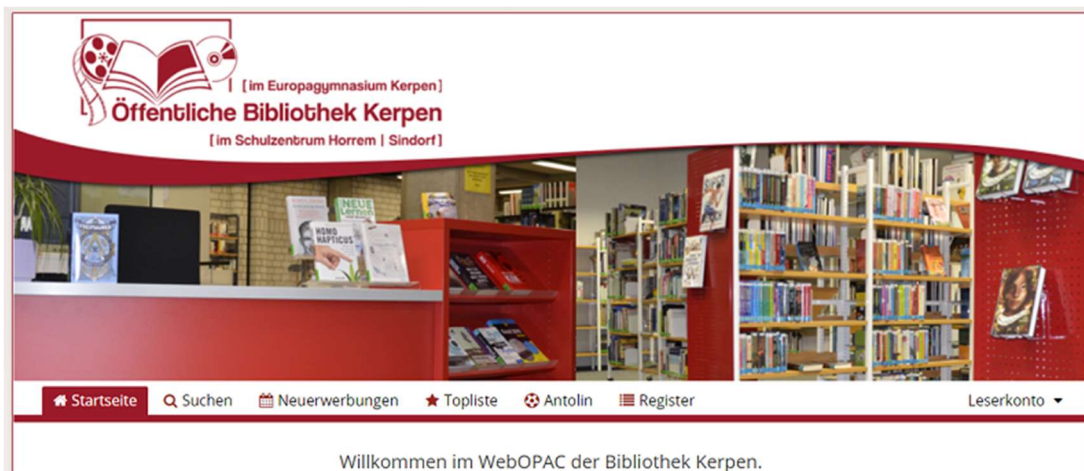 [ im Europagymnasium Kerpen ]
Öffentliche Bibliothek Kerpen
[ im Schulzentrum Horrem | Sindorf ]
NEUE
Lernen
HOMO
HAPTICUS
Startseite Suchen Neuerwerbungen Topliste Antolin Register Leserkonto
Willkommen im WebOPAC der Bibliothek Kerpen.